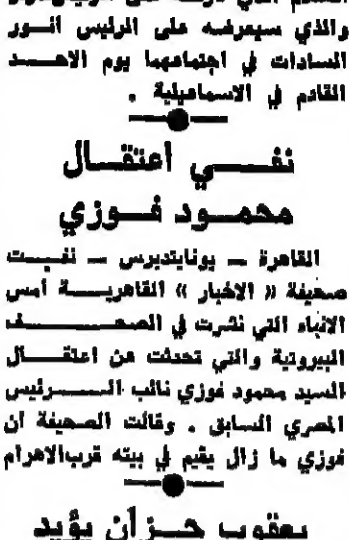 والذي سيعرضه على الرئيس انور
السادات في اجتماعهما يوم الاحد
القادم في الاسماعيلية .
نفي اعتقال
محمود فوزي
القاهرة — يونايتدبرس — نفت
صحيفة « الاخبار » القاهرية أمس
الانباء التي نشرت في الصحف
البيروتية والتي تحدثت عن اعتقال
السيد محمود فوزي نائب الرئيس
المصري السابق . وقالت الصحيفة ان
فوزي ما زال يقيم في بيته قرب الاهرام
يعقوب حزان يؤيد